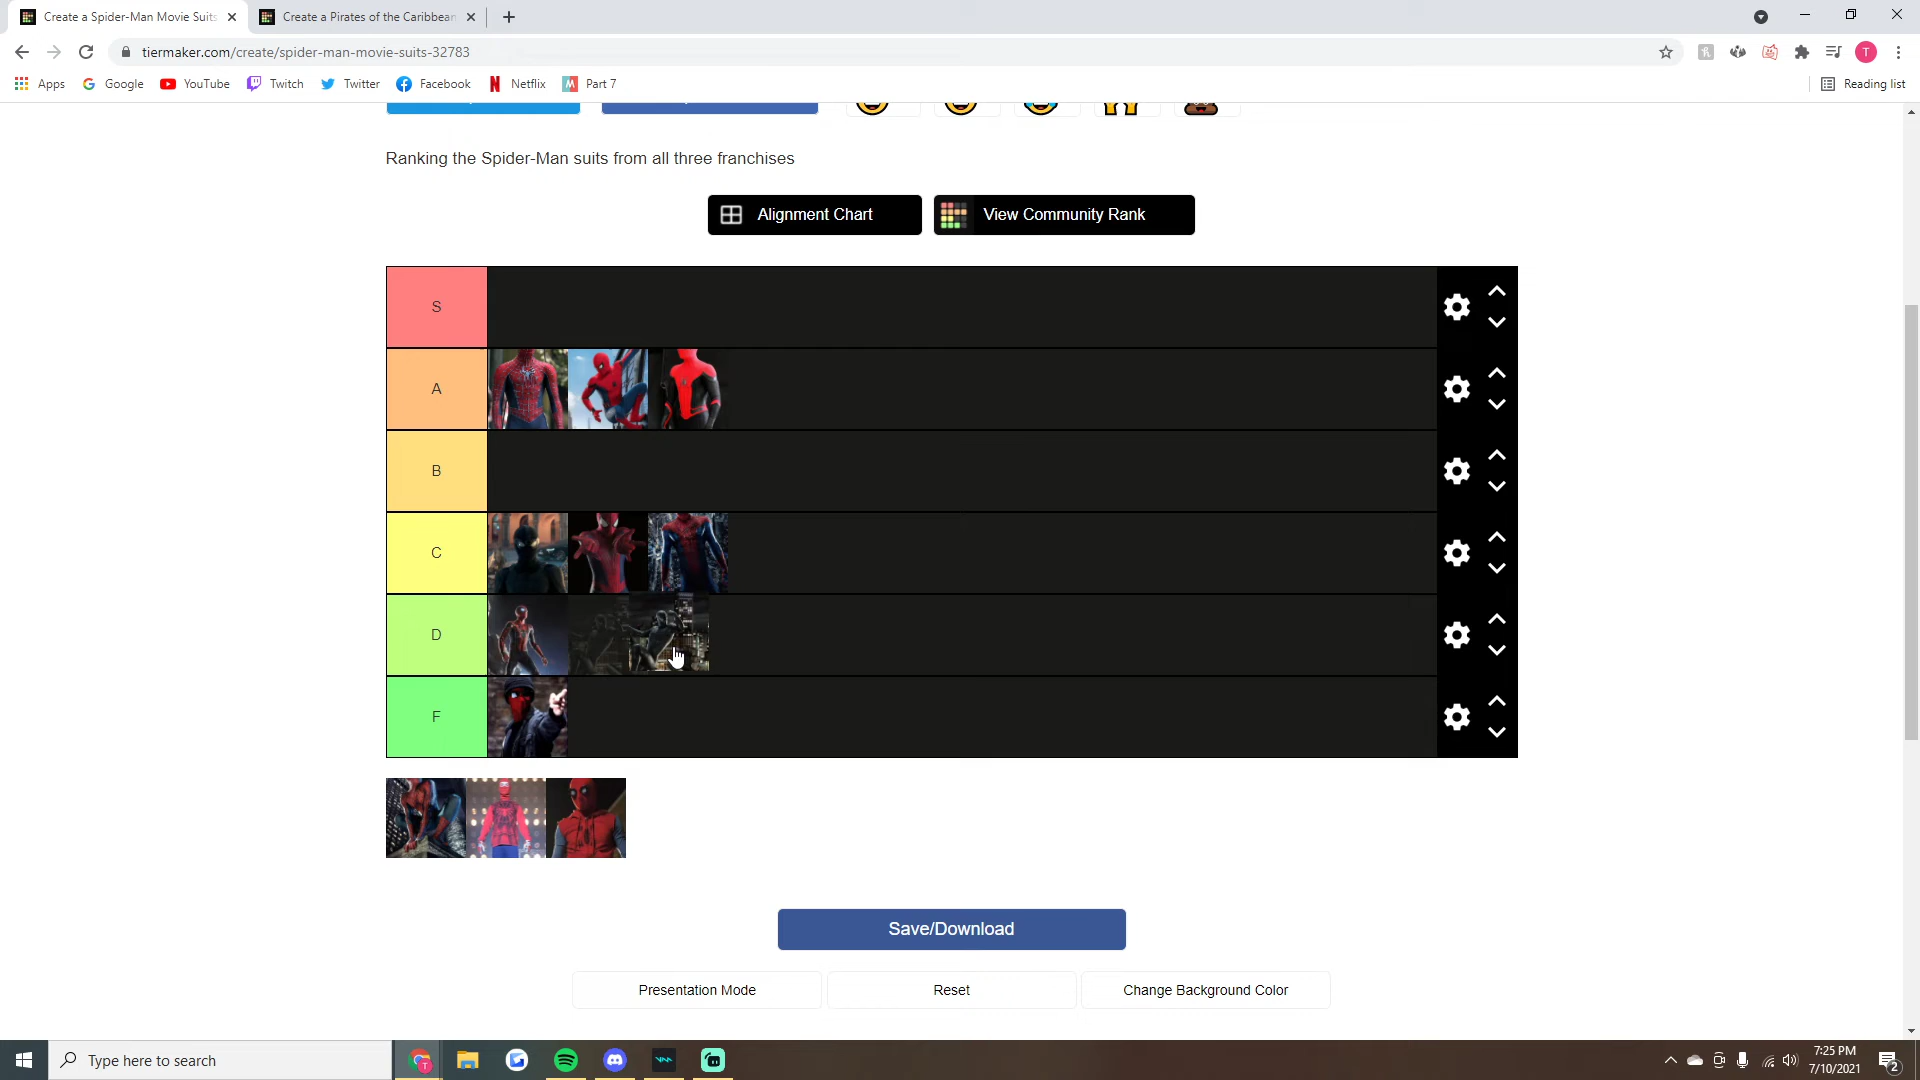 Create a Spider-Man Movie Suits
Create a Pirates of the Caribbean
tiermaker.com/create/spider-man-movie-suits-32783
T
Apps
Google
YouTube
Twitch
Twitter
Facebook
Netflix
Part 7
Reading list
Ranking the Spider-Man suits from all three franchises
Alignment Chart
View Community Rank
S
A
B
C
D
F
Save/Download
Presentation Mode
Reset
Change Background Color
Type here to search
7:25 PM
7/10/2021
2